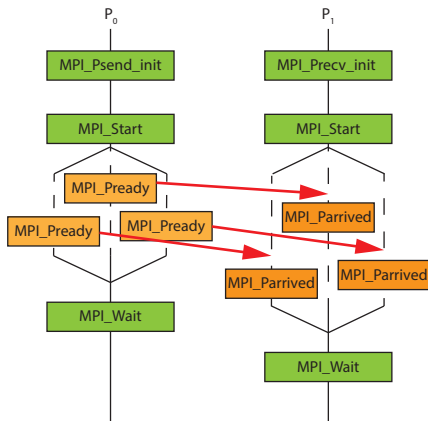 P0 P1
MPI_Psend_init MPI_Precv_init
MPI_Start MPI_Start
MPI_Pready
MPI_Parrived
MPI_Pready MPI_Pready
MPI_Parrived MPI_Parrived
MPI_Wait
MPI_Wait